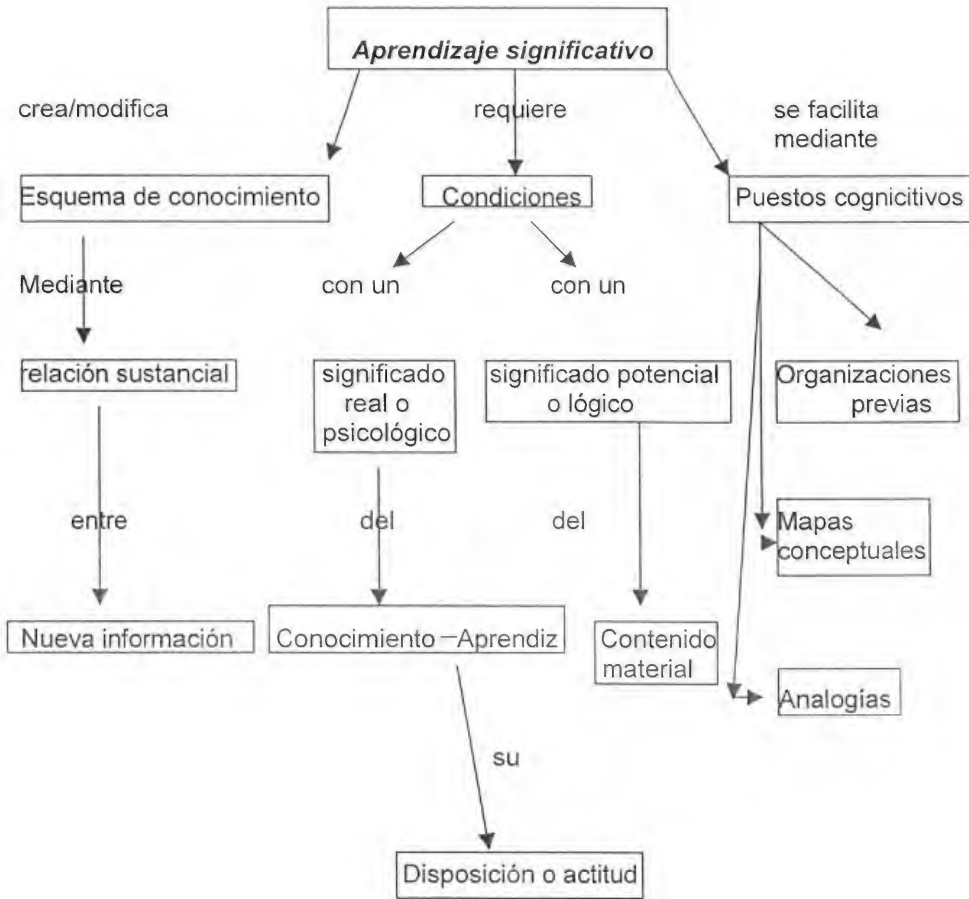 Aprendizaje significativo
crea/modifica
requiere
se facilita
mediante
Esquema de conocimiento
Condiciones
Puestos cognicitivos
Mediante
con un
con un
relación sustancial
significado
real o
psicológico
significado potencial
o lógico
Organizaciones
previas
entre
del
del
Mapas
conceptuales
Nueva información
Conocimiento –Aprendiz
Contenido
material
Analogías
su
Disposición o actitud